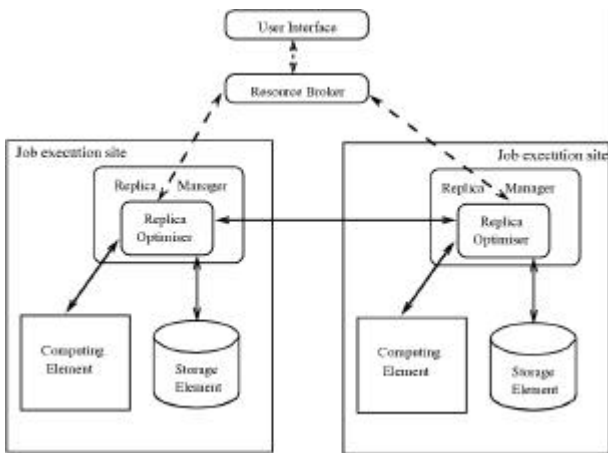 User Interface
Resource Broker
Job execution site
Replica Manager
Replica
Optimiser
Computing
Element
Storage
Element
Job execution site
Replica Manager
Replica
Optimiser
Computing
Element
Storage
Element